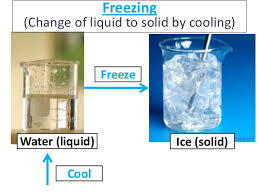 Freezing
(Change of liquid to solid by cooling)
Freeze
Water (liquid)
Ice (solid)
Cool